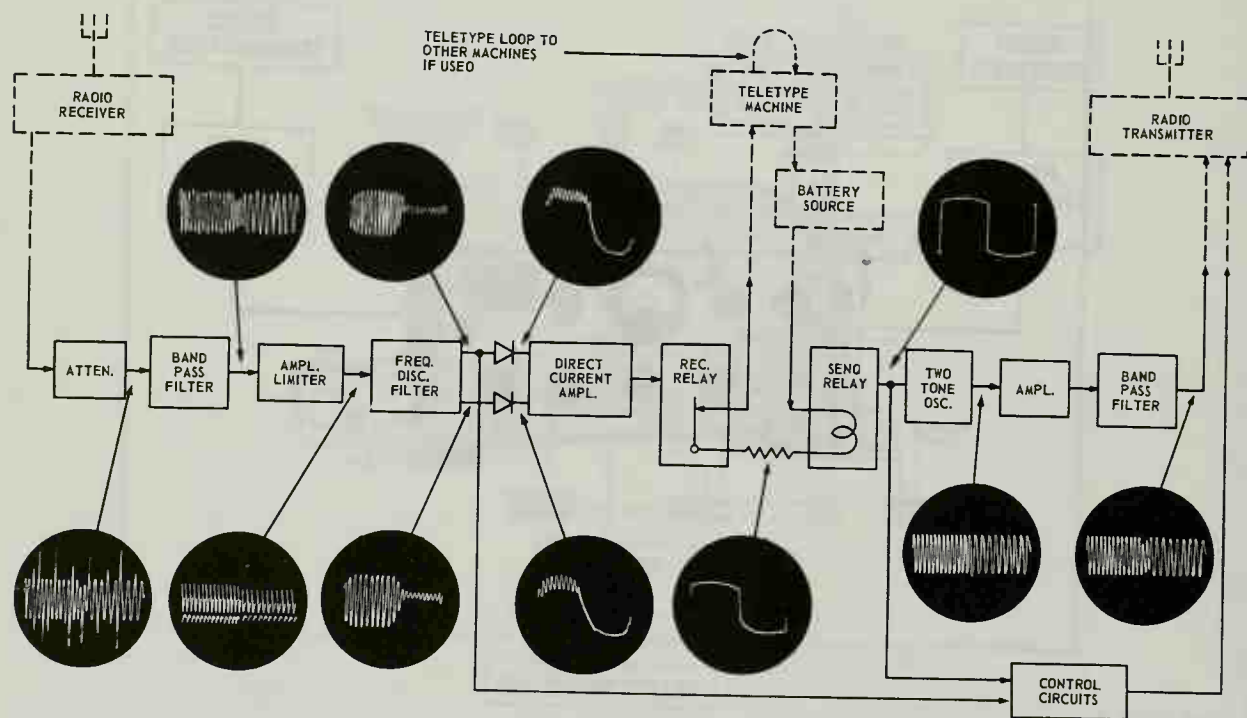 TELETYPE LOOP TO
OTHER MACHINES
IF USED
RADIO
RECEIVER
TELETYPE
MACHINE
RADIO
TRANSMITTER
BATTERY
SOURCE
ATTEN.
BAND
PASS
FILTER
AMPL.
LIMITER
FREQ.
DISC.
FILTER
DIRECT
CURRENT
AMPL.
REC. RELAY
SEND
RELAY
TWO
TONE
OSC.
AMPL.
BAND
PASS
FILTER
CONTROL
CIRCUITS